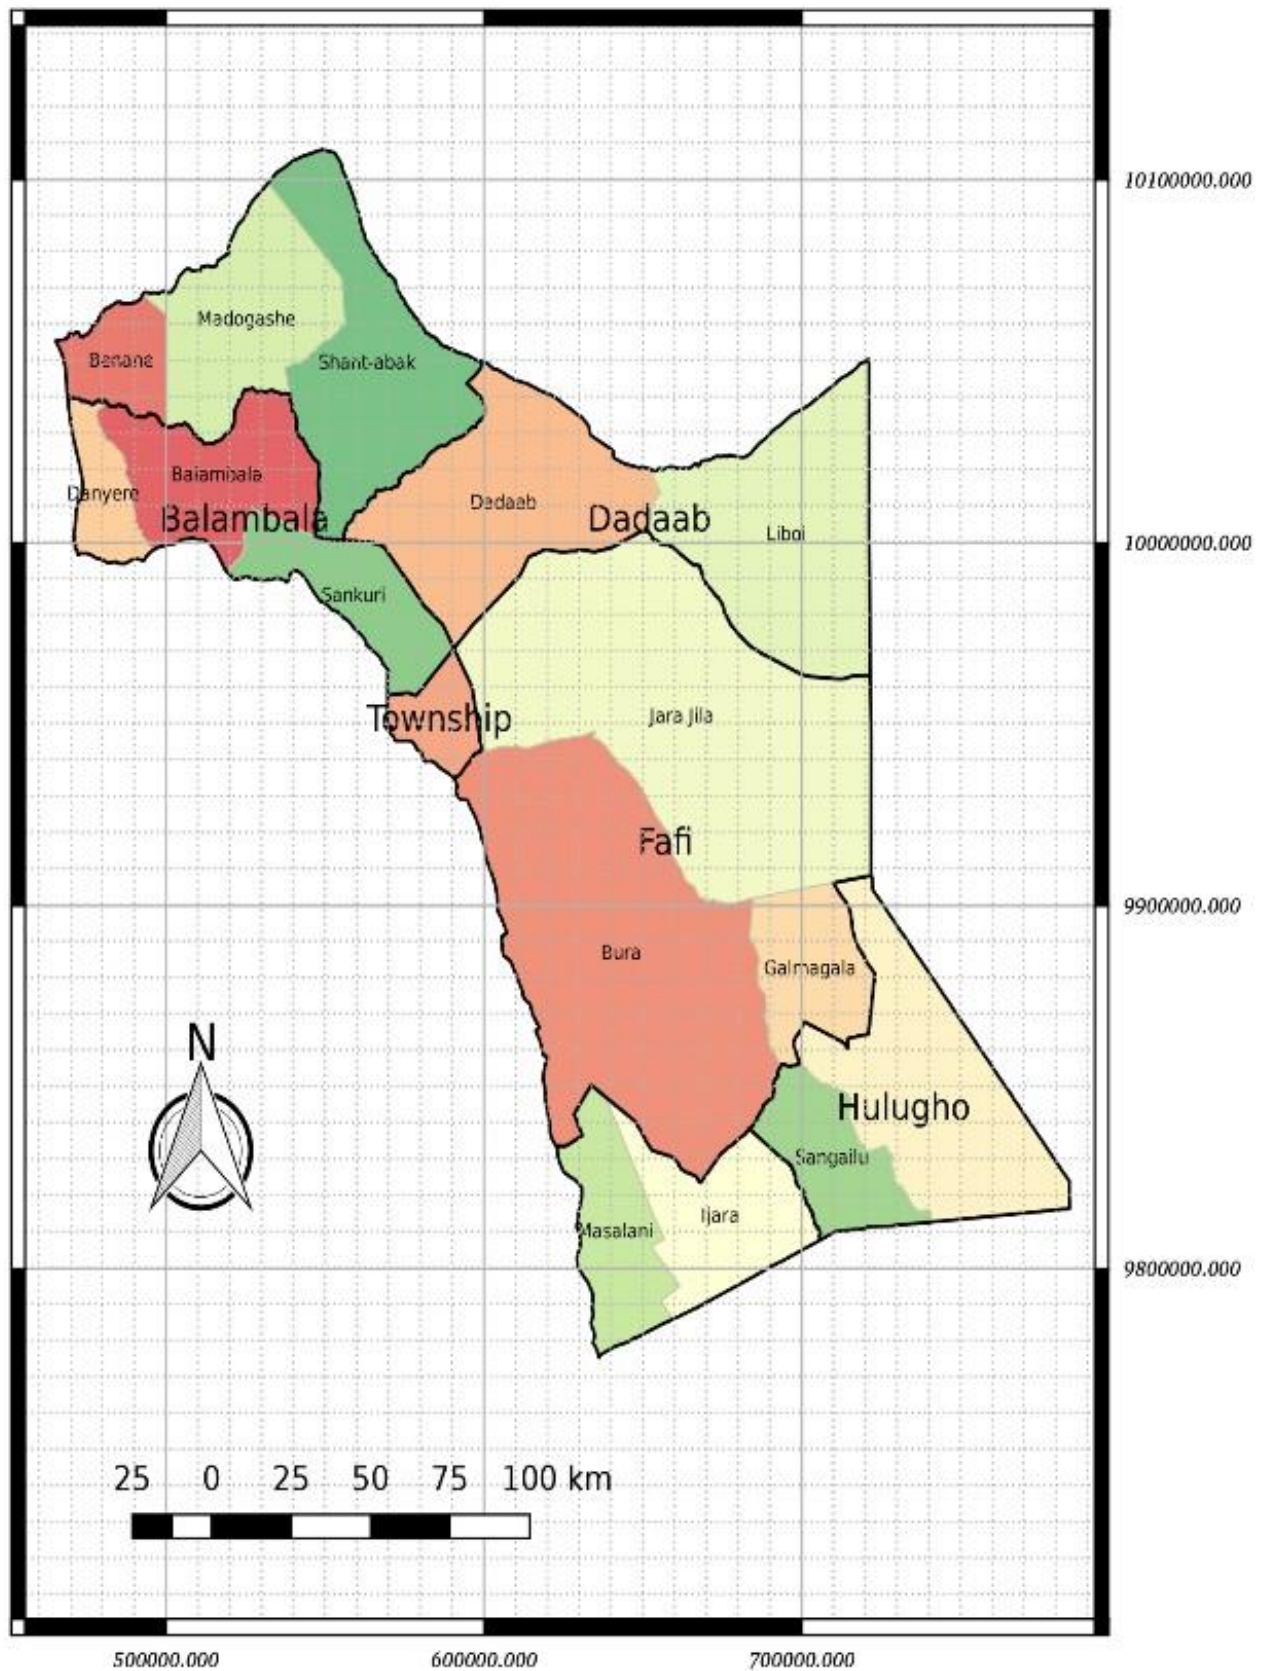 10100000.000
Madogashe
Benane
Shant-abak
Balambala
Danyere
Dadaab
Balambala
Dadaab
Liboi
10000000.000
Sankuri
Township
Jara Jila
Fafi
9900000.000
Bura
Galmagala
N
Hulugho
Sangailu
Ijara
Masalani
9800000.000
25 0 25 50 75 100 km
500000.000 600000.000 700000.000